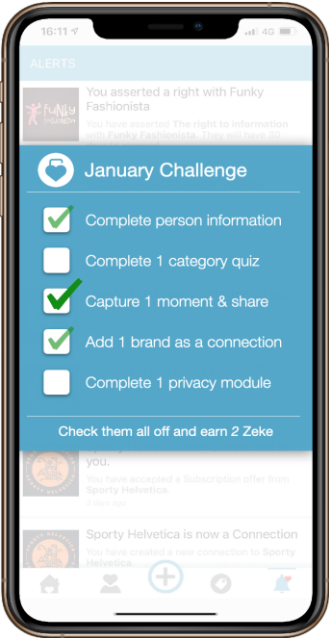 16:11
4G
ALERTS
You asserted a right with Funky
Fashionista
You have asserted The right to information
with Funky Fashionista. They will have 30
FUNKY
January Challenge
Complete person information
Complete 1 category quiz
Capture 1 moment & share
Add 1 brand as a connection
Complete 1 privacy module
Check them all off and earn 2 Zeke
you.
You have accepted a Subscription offer from
Sporty Helvetica.
Sporty Helvetica is now a Connection
You have created a new connection to Sporty
Helvetica.